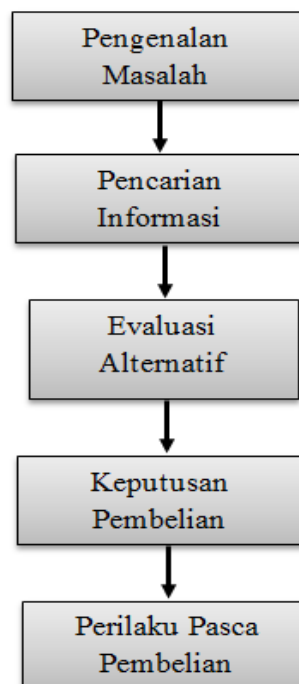 Pengenalan
Masalah
Pencarian
Informasi
Evaluasi
Alternatif
Keputusan
Pembelian
Perilaku Pasca
Pembelian